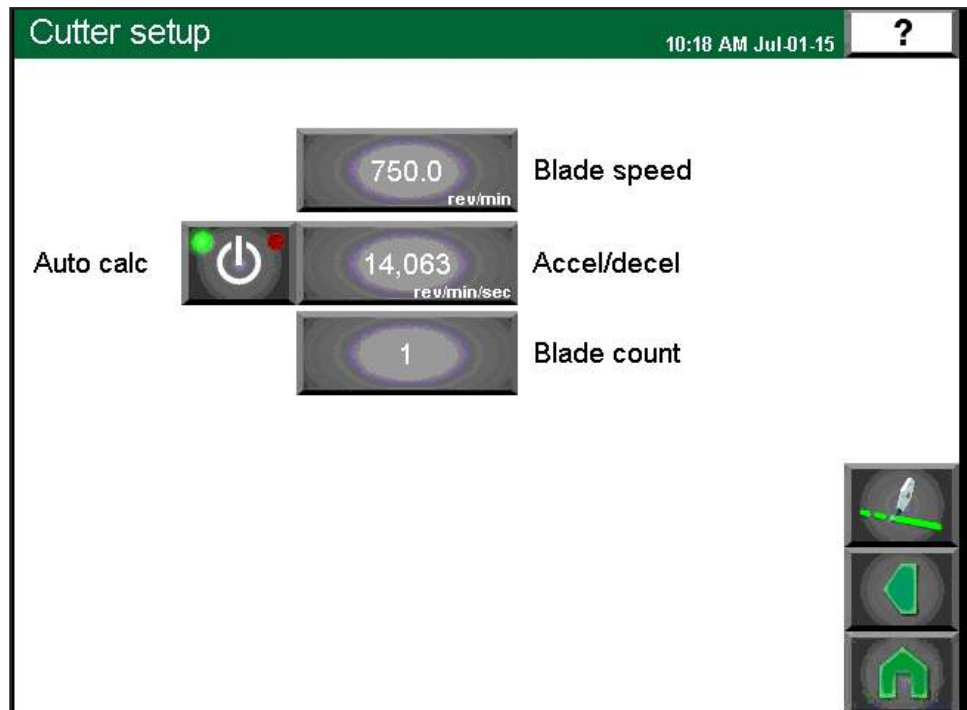 Cutter setup
10:18 AM Jul-01-15
?
750.0
rev/min
Blade speed
Auto calc
14,063
rev/min/sec
Accel/decel
1
Blade count